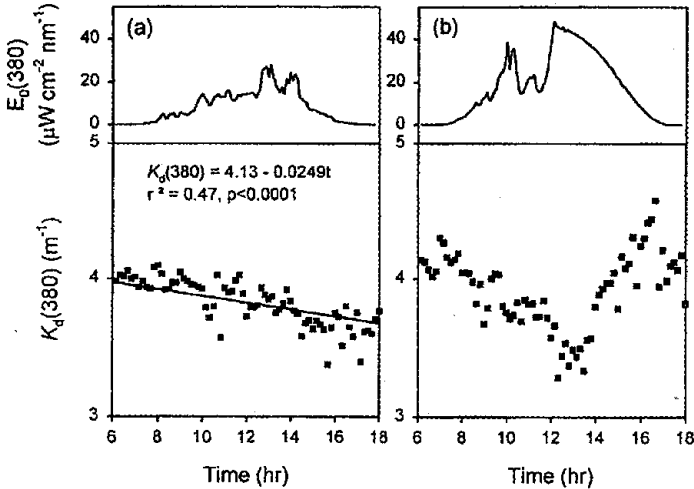 (a)
(b)
E₀(380)
(µW cm⁻² nm⁻¹)
40
20
0
5
40
20
0
5
K_d(380) = 4.13 - 0.0249t
r² = 0.47, p<0.0001
K_d(380) (m⁻¹)
4
3
4
3
6 8 10 12 14 16 18
6 8 10 12 14 16 18
Time (hr)
Time (hr)